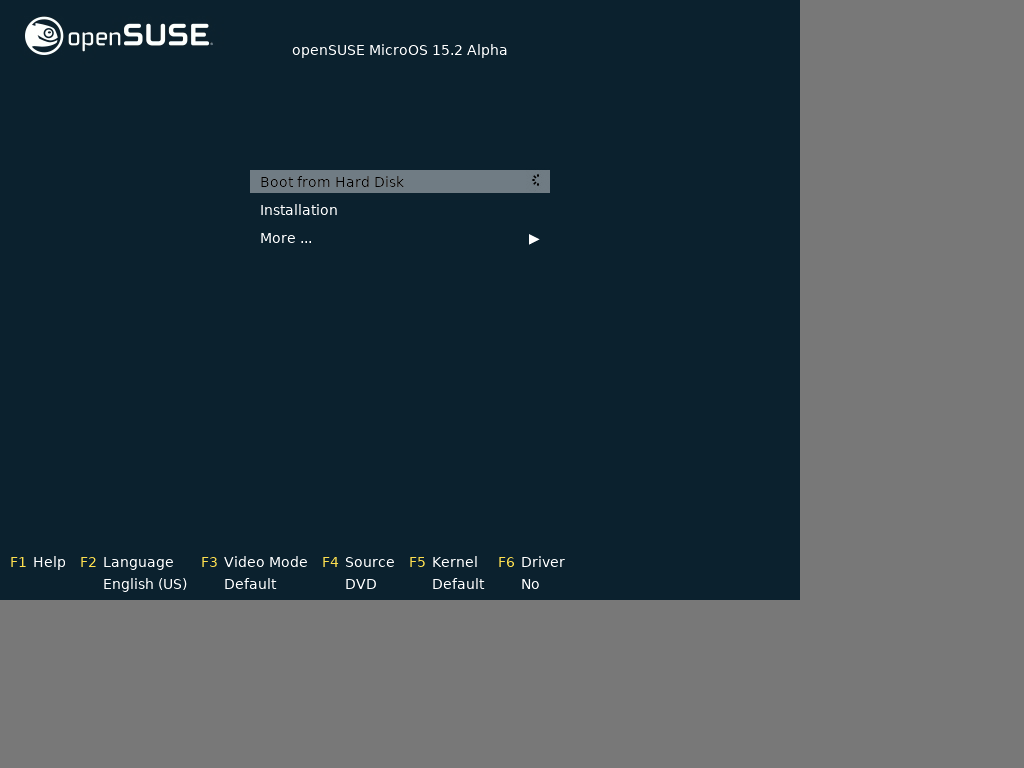 openSUSE
openSUSE MicroOS 15.2 Alpha
Boot from Hard Disk
Installation
More ...
F1 Help F2 Language F3 Video Mode F4 Source F5 Kernel F6 Driver
English (US) Default DVD Default No